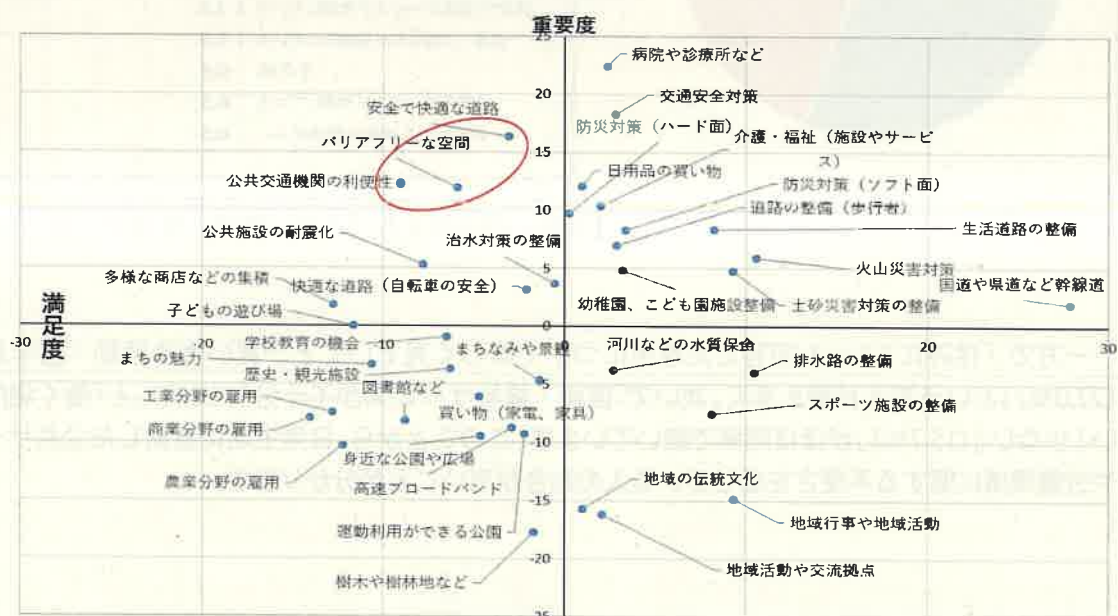 重要度
25
病院や診療所など
20
交通安全対策
安全で快適な道路
防災対策（ハード面）
介護・福祉（施設やサービ
ス）
バリアフリーな空間
15
日用品の買い物
公共交通機関の利便性
防災対策（ソフト面）
道路の整備（歩行者）
10
公共施設の耐震化
治水対策の整備
生活道路の整備
火山災害対策
多様な商店などの集積
快適な道路（自転車の安全）
5
国道や県道など幹線道
子どもの遊び場
幼稚園、こども園施設整備
土砂災害対策の整備
満足度
0
-30
-20
-10
0
10
20
30
学校教育の機会
まちなみや景観
河川などの水質保全
まちの魅力
排水路の整備
歴史・観光施設
図書館など
-5
工業分野の雇用
買い物（家電、家具）
スポーツ施設の整備
商業分野の雇用
-10
身近な公園や広場
農業分野の雇用
高速ブロードバンド
地域の伝統文化
-15
運動利用ができる公園
地域行事や地域活動
-20
樹木や樹林地など
地域活動や交流拠点
-25